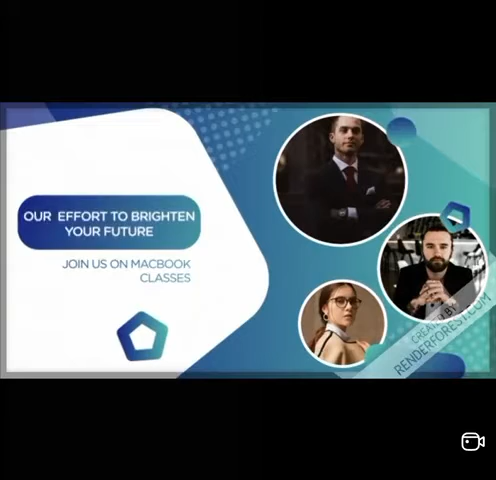 OUR EFFORT TO BRIGHTEN
YOUR FUTURE
JOIN US ON MACBOOK
CLASSES
CREATED BY
RENDERFOREST.COM